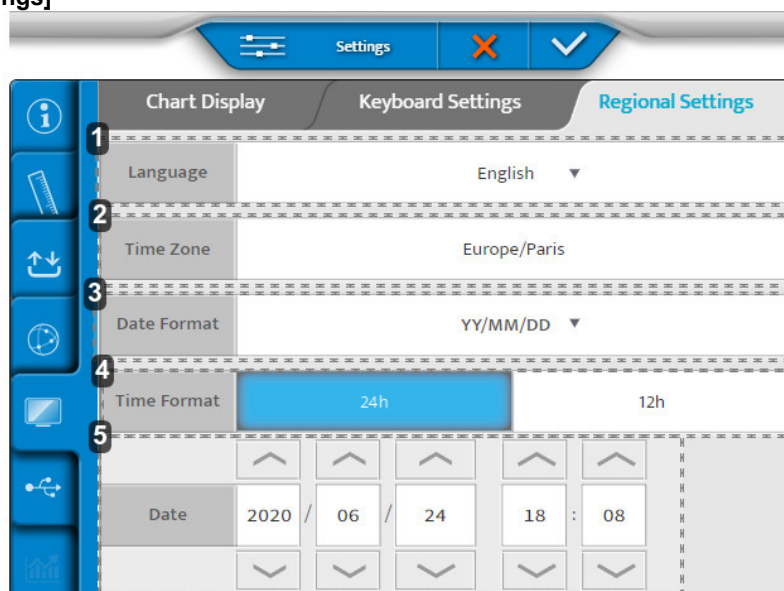 ngs]
Settings
Chart Display Keyboard Settings Regional Settings
1
Language English ▼
2
Time Zone Europe/Paris
3
Date Format YY/MM/DD ▼
4
Time Format 24h 12h
5
Date 2020 / 06 / 24 18 : 08